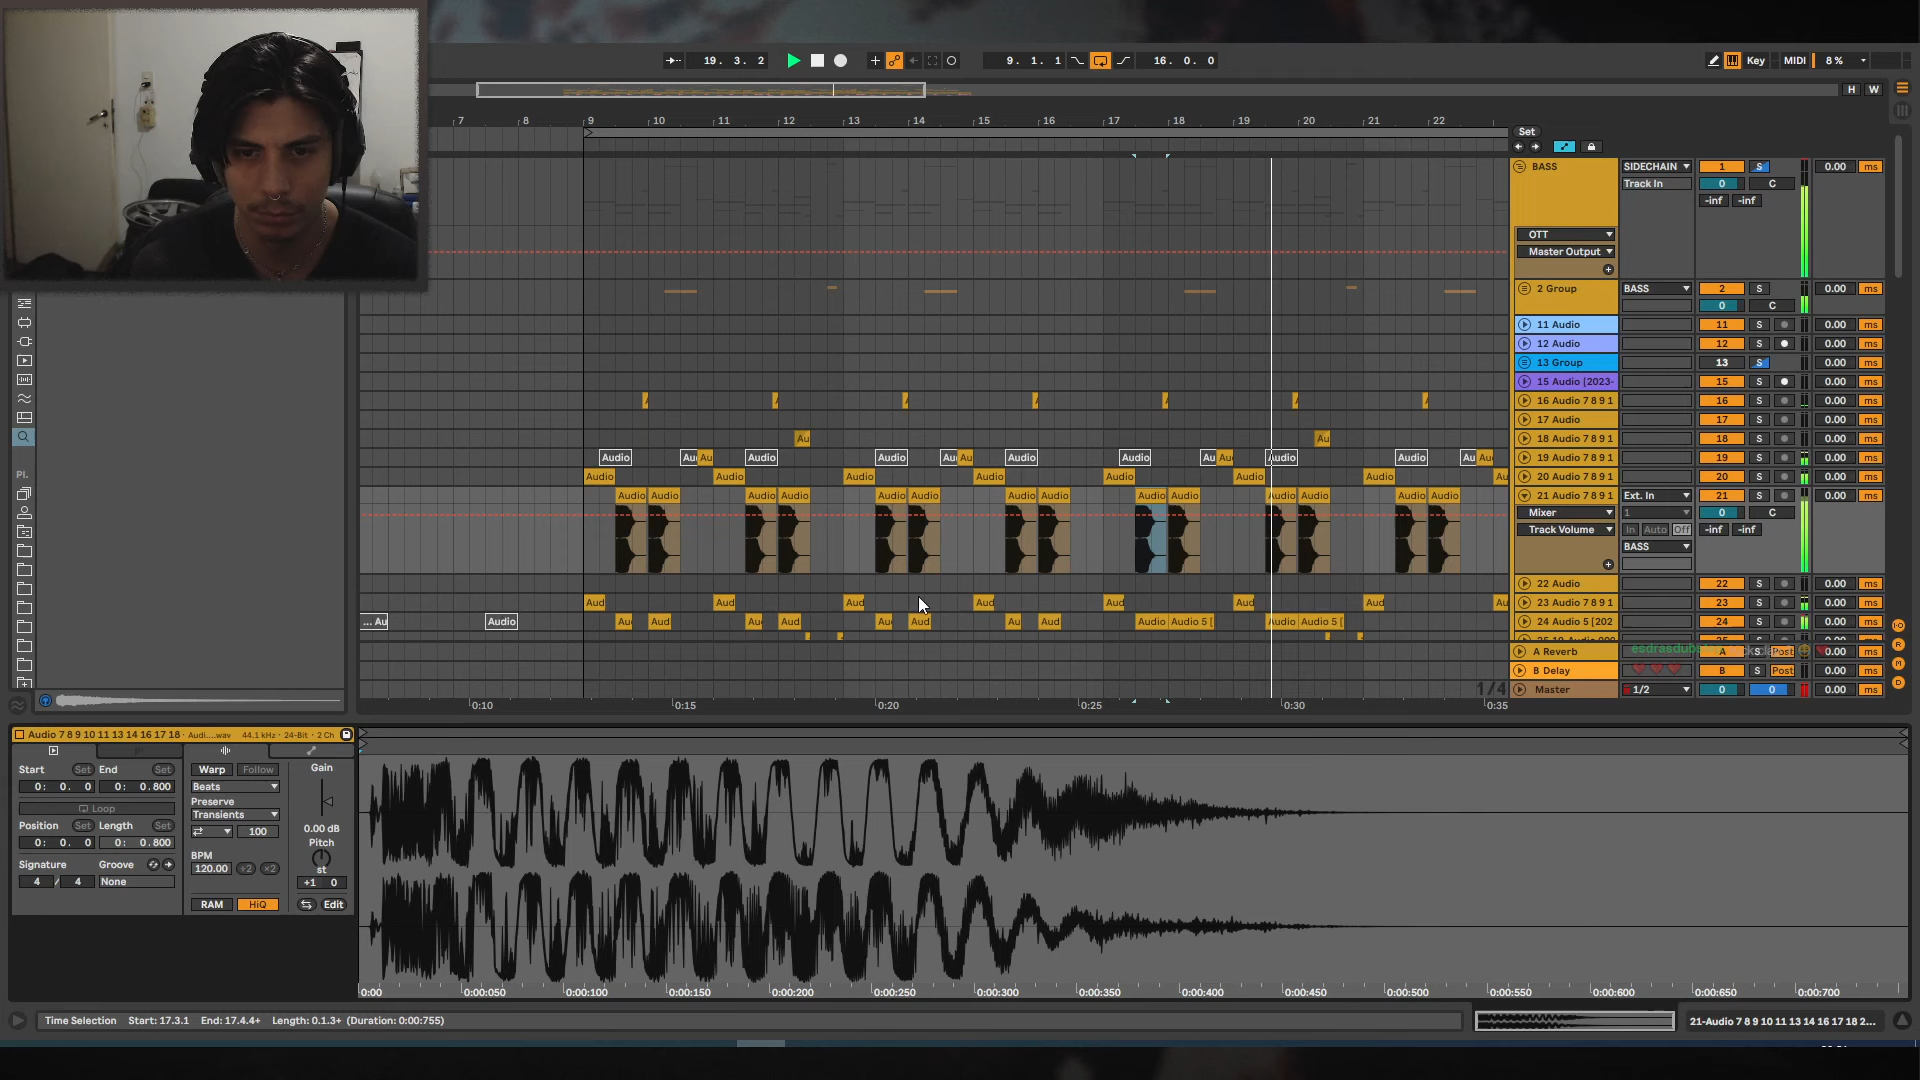 19. 3. 2
9. 1. 1
16. 0. 0
Key
MIDI
8 %
H W
7 8 9 10 11 12 13 14 15 16 17 18 19 20 21 22
Set
BASS SIDECHAIN 1 S 0.00 ms
Track In 0 C
-inf -inf
OTT
Master Output
2 Group BASS 2 S 0.00 ms
0 C
11 Audio 11 S 0.00 ms
12 Audio 12 S 0.00 ms
13 Group 13 S 0.00 ms
15 Audio [2023- 15 S 0.00 ms
16 Audio 7 8 9 1 16 S 0.00 ms
17 Audio 17 S 0.00 ms
Au Au 18 Audio 7 8 9 1 18 S 0.00 ms
Audio Au Au Audio Audio Au Au Audio Audio Au Au Audio Audio Au Au 19 Audio 7 8 9 1 19 S 0.00 ms
PI.
Audio Audio Audio Audio Audio Audio Audio Au 20 Audio 7 8 9 1 20 S 0.00 ms
Audio Audio Audio Audio Audio Audio Audio Audio Audio Audio Audio Audio Audio Audio 21 Audio 7 8 9 1 Ext. In 21 S 0.00 ms
Mixer 1 0 C
Track Volume In Auto Off -inf -inf
BASS
22 Audio 22 S 0.00 ms
Aud Aud Aud Aud Aud Aud Aud Au 23 Audio 7 8 9 1 23 S 0.00 ms
... Au Audio Au Aud Au Aud Au Aud Au Aud Audio Audio 5 [ Audio Audio 5 [ 24 Audio 5 [202 24 S 0.00 ms
esdrasdubs
A Reverb A S Post 0.00 ms
B Delay B S Post 0.00 ms
1/4
Master 1/2 0 0 0.00 ms
0:10 0:15 0:20 0:25 0:30 0:35
Audio 7 8 9 10 11 12 13 14 15 16 17 18 - Audi....wav 44.1 kHz · 24-Bit · 2 Ch
Start Set End Set
0: 0. 0 0: 0.800
Loop
Position Set Length Set
0: 0. 0 0: 0.800
Signature Groove
4 / 4 None
Warp Follow
Beats
Preserve
Transients
100
BPM
120.00 ÷2 ×2
RAM HiQ
Gain
0.00 dB
Pitch
st
+1 0
Edit
0:00 0:00:050 0:00:100 0:00:150 0:00:200 0:00:250 0:00:300 0:00:350 0:00:400 0:00:450 0:00:500 0:00:550 0:00:600 0:00:650 0:00:700
Time Selection Start: 17.3.1 End: 17.4.4+ Length: 0.1.3+ (Duration: 0:00:755)
21-Audio 7 8 9 10 11 13 14 16 17 18 2...